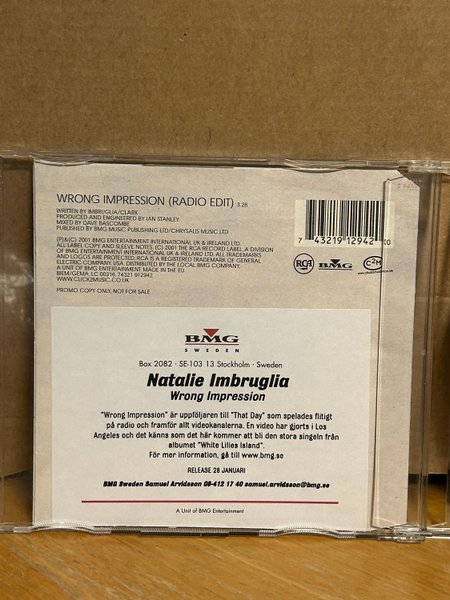 WRONG IMPRESSION (RADIO EDIT) 3.26
WRITTEN BY IMBRUGLIA/CLARK
PRODUCED AND ENGINEERED BY IAN STANLEY
MIXED BY DAVE BASCOMBE
PUBLISHED BY BMG MUSIC PUBLISHING LTD/CHRYSALIS MUSIC LTD
(P)&(C) 2001 BMG ENTERTAINMENT INTERNATIONAL UK & IRELAND LTD.
ALL LABEL COPY AND SLEEVE NOTES, (C) 2001 THE RCA RECORD LABEL. A DIVISION
OF BMG ENTERTAINMENT INTERNATIONAL UK & IRELAND LTD. ALL TRADEMARKS
AND LOGOS ARE PROTECTED. RCA IS A REGISTERED TRADEMARK OF GENERAL
ELECTRIC COMPANY, USA. DISTRIBUTED BY THE LOCAL BMG COMPANY.
A UNIT OF BMG ENTERTAINMENT. MADE IN THE EU
BIEM/GEMA. LC 00316 74321 912942
WWW.CLICK2MUSIC.CO.UK
PROMO COPY ONLY, NOT FOR SALE
7 43219 12942 0
RCA BMG C2M
BMG
SWEDEN
Box 2082 · SE-103 13 Stockholm · Sweden
Natalie Imbruglia
Wrong Impression
"Wrong Impression" är uppföljaren till "That Day" som spelades flitigt
på radio och framför allt videokanalerna. En video har gjorts i Los
Angeles och det känns som det här kommer att bli den stora singeln från
albumet "White Lilies Island".
För mer information, gå till www.bmg.se
RELEASE 28 JANUARI
BMG Sweden Samuel Arvidsson 08-412 17 40 samuel.arvidsson@bmg.se
A Unit of BMG Entertainment